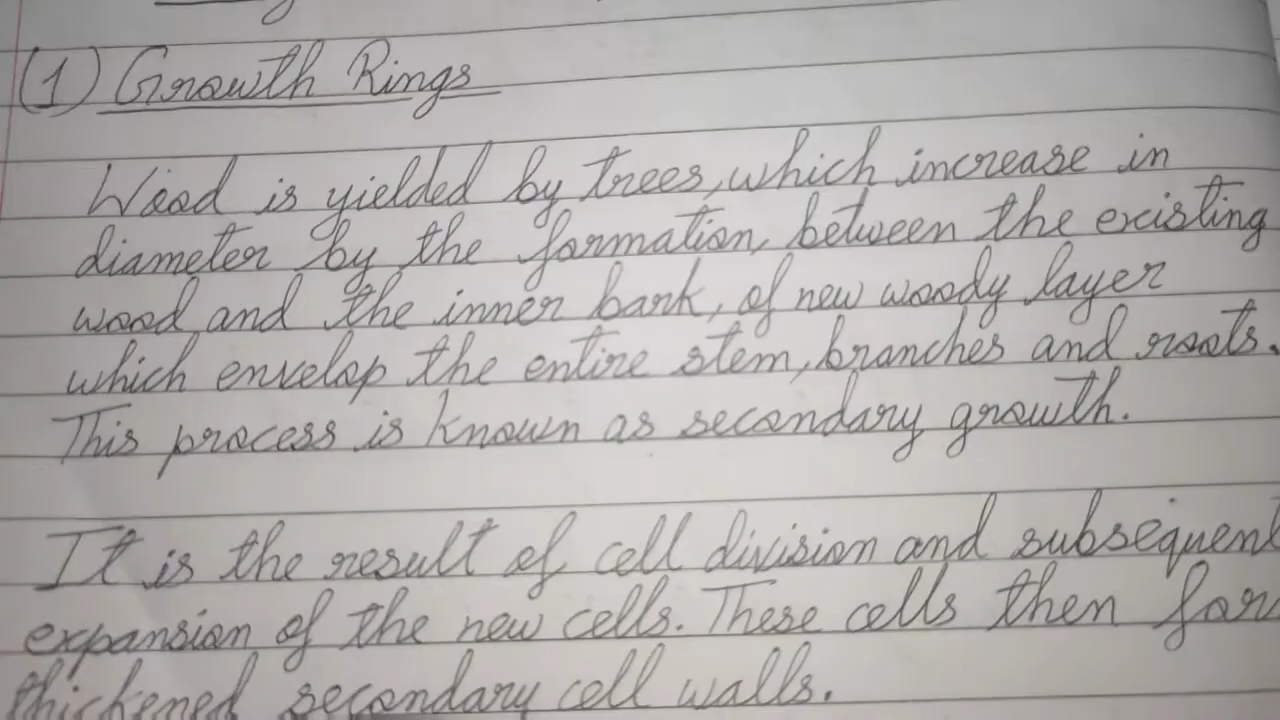 (1) Growth Rings
Wood is yielded by trees, which increase in
diameter by the formation, between the existing
wood and the inner bark, of new woody layer
which envelop the entire stem, branches and roots.
This process is known as secondary growth.
It is the result of cell division and subsequent
expansion of the new cells. These cells then
thickened secondary cell walls.